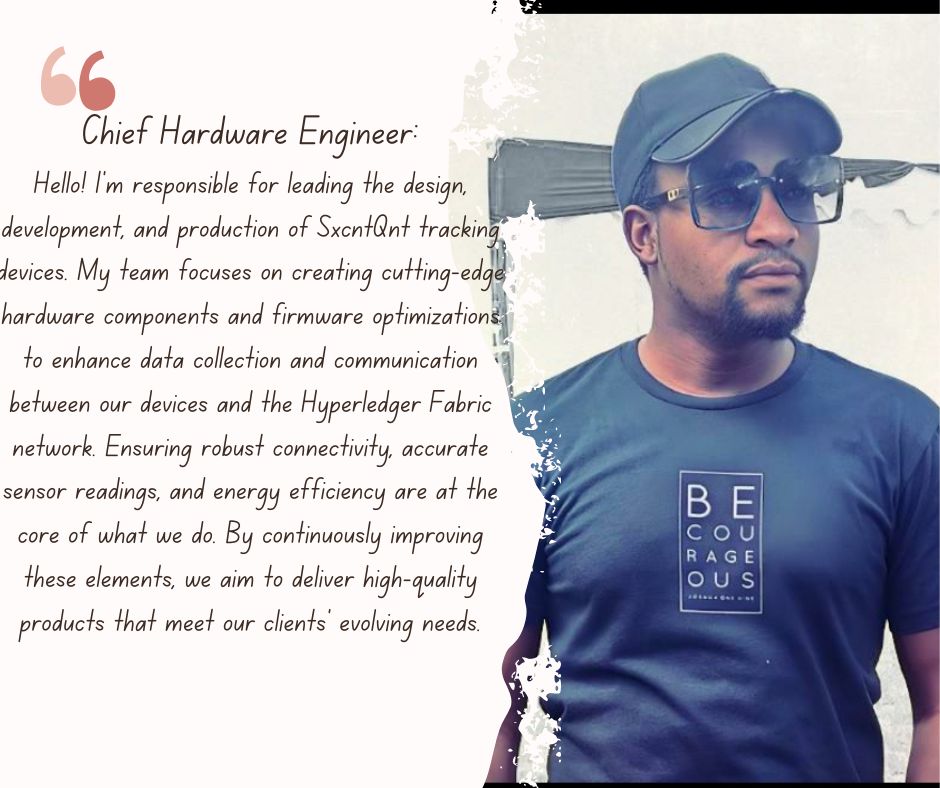 Chief Hardware Engineer:
Hello! I'm responsible for leading the design,
development, and production of SxcntQnt tracking
devices. My team focuses on creating cutting-edge
hardware components and firmware optimizations
to enhance data collection and communication
between our devices and the Hyperledger Fabric
network. Ensuring robust connectivity, accurate
sensor readings, and energy efficiency are at the
core of what we do. By continuously improving
these elements, we aim to deliver high-quality
products that meet our clients' evolving needs.
BE
COU
RAGE
OUS
JOSHUA ONE NINE